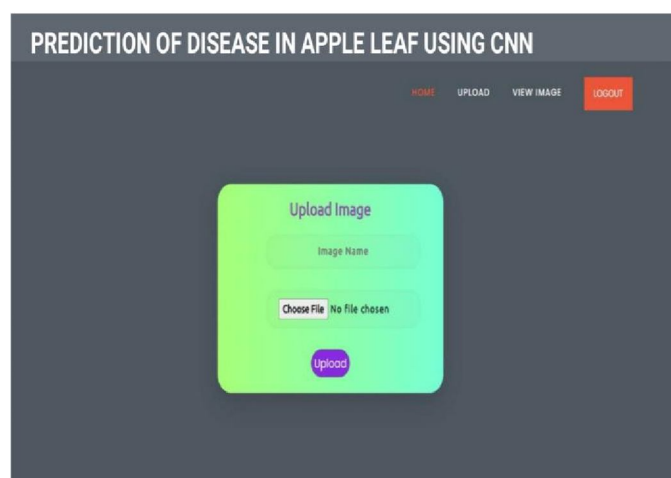 PREDICTION OF DISEASE IN APPLE LEAF USING CNN
HOME UPLOAD VIEW IMAGE LOGOUT
Upload Image
Image Name
Choose File No file chosen
Upload